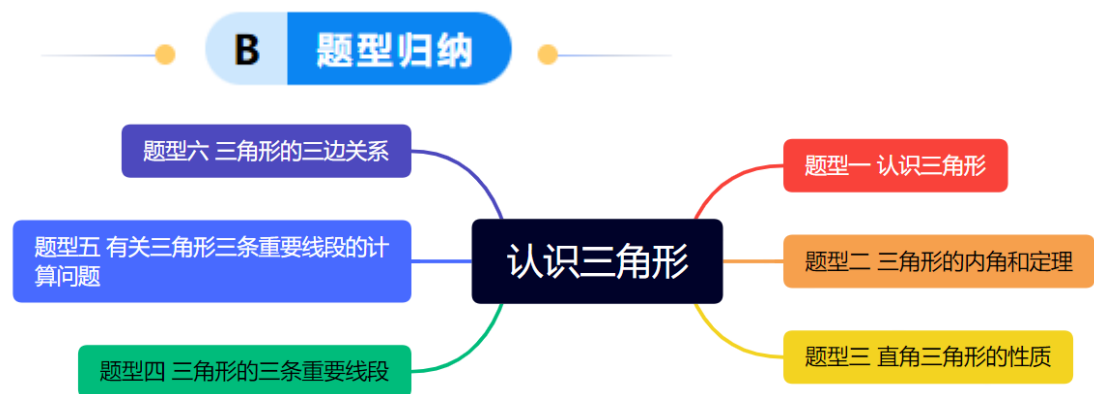 B 题型归纳
题型六 三角形的三边关系
题型一 认识三角形
题型五 有关三角形三条重要线段的计
算问题
认识三角形
题型二 三角形的内角和定理
题型四 三角形的三条重要线段
题型三 直角三角形的性质